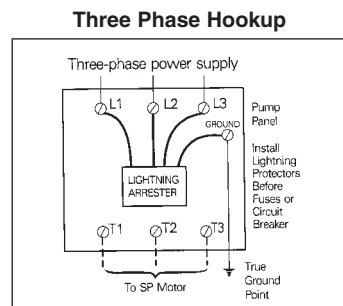 Three Phase Hookup
Three-phase power supply
L1 L2 L3
Pump
Panel
GROUND
Install
Lightning
Protectors
Before
Fuses or
Circuit
Breaker
LIGHTNING
ARRESTER
T1 T2 T3
To SP Motor
True
Ground
Point